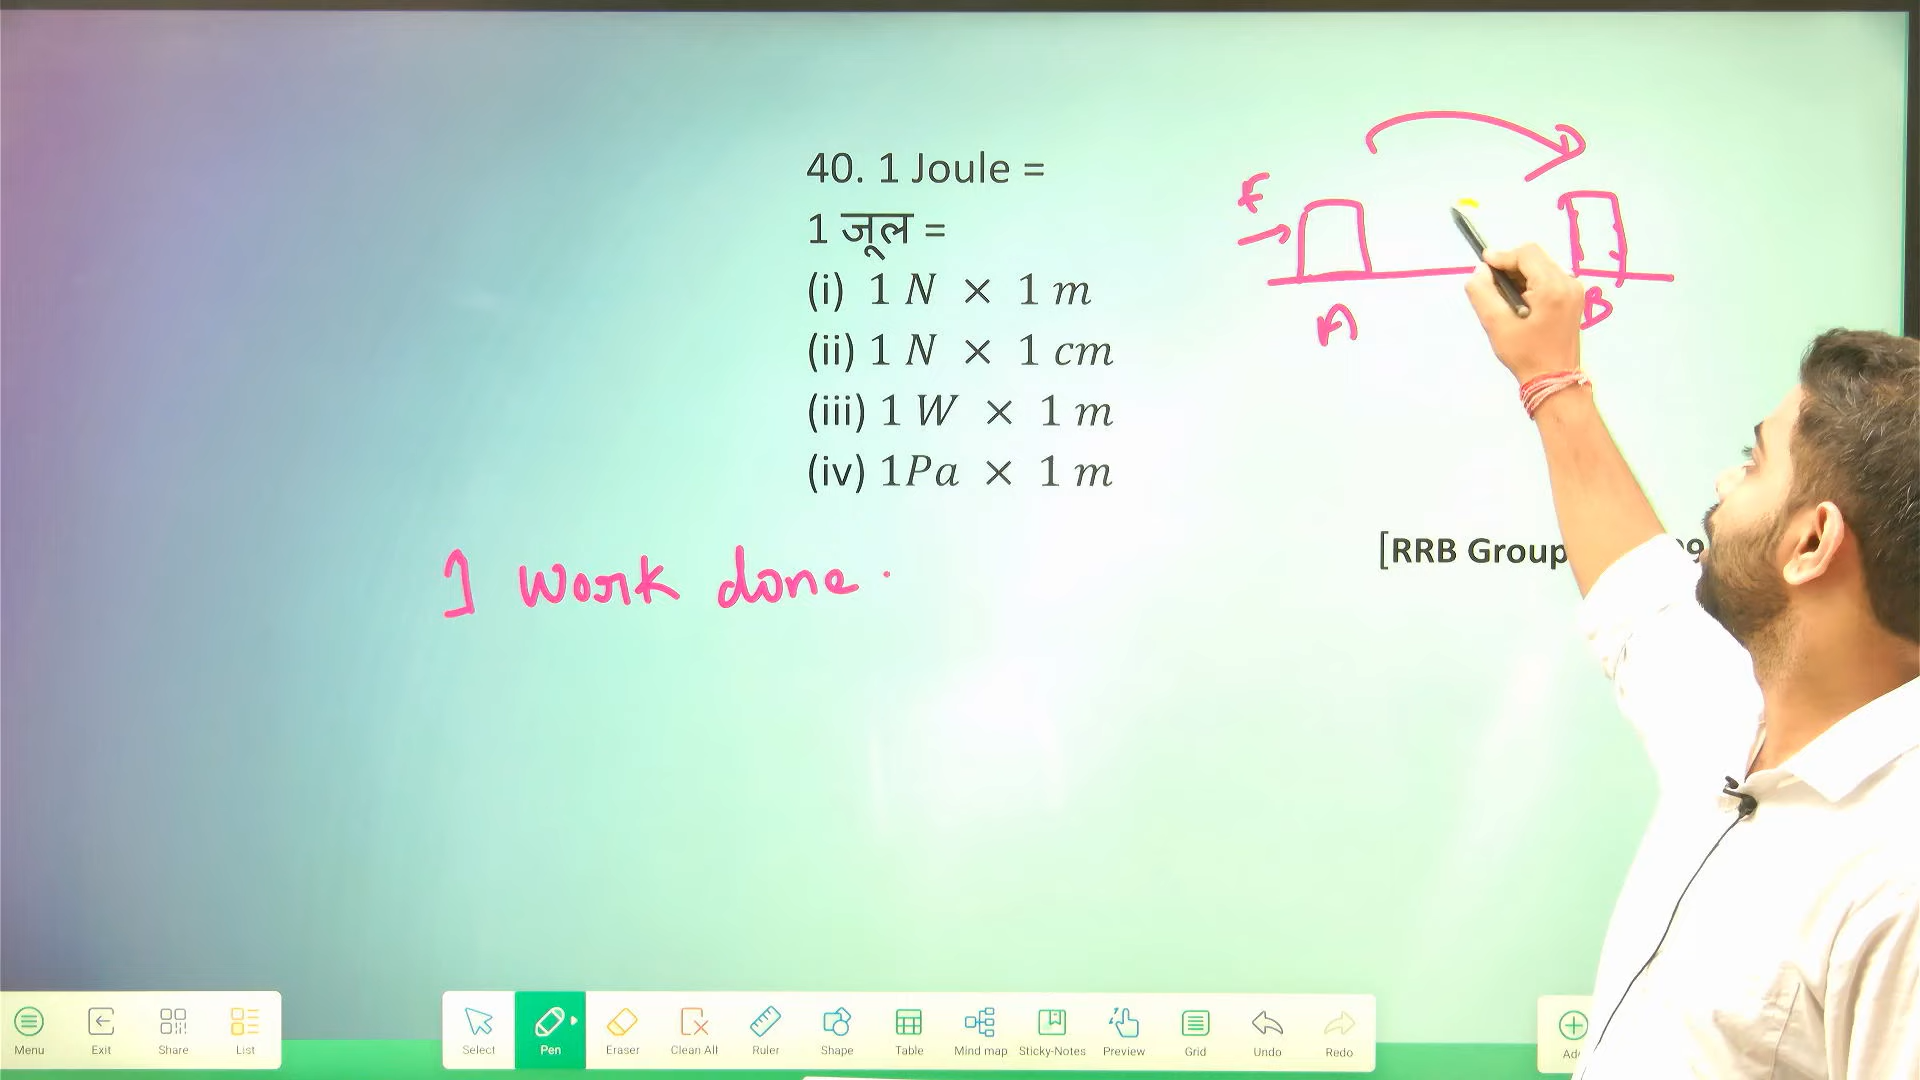 40. 1 Joule =
1 जूल =
(i) 1 N × 1 m
(ii) 1 N × 1 cm
(iii) 1 W × 1 m
(iv) 1Pa × 1 m
F
A
B
[RRB Group
J work done.
Menu
Exit
Share
List
Select
Pen
Eraser
Clean All
Ruler
Shape
Table
Mind map
Sticky-Notes
Preview
Grid
Undo
Redo